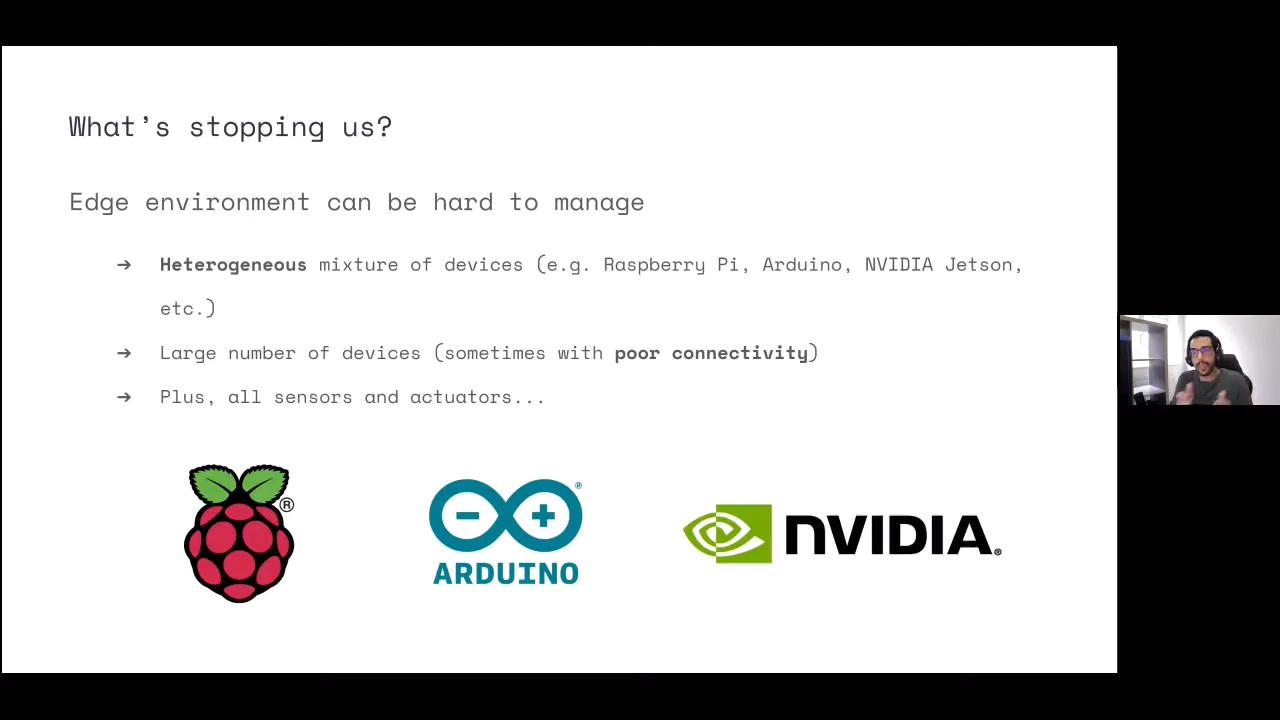 What's stopping us?
Edge environment can be hard to manage
➔ Heterogeneous mixture of devices (e.g. Raspberry Pi, Arduino, NVIDIA Jetson,
etc.)
➔ Large number of devices (sometimes with poor connectivity)
➔ Plus, all sensors and actuators...
®
®
ARDUINO
NVIDIA®